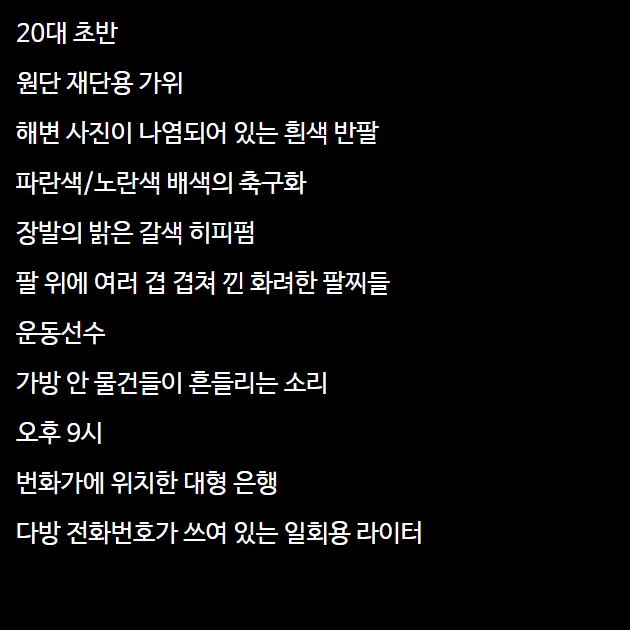 20대 초반
원단 재단용 가위
해변 사진이 나염되어 있는 흰색 반팔
파란색/노란색 배색의 축구화
장발의 밝은 갈색 히피펌
팔 위에 여러 겹 겹쳐 낀 화려한 팔찌들
운동선수
가방 안 물건들이 흔들리는 소리
오후 9시
번화가에 위치한 대형 은행
다방 전화번호가 쓰여 있는 일회용 라이터